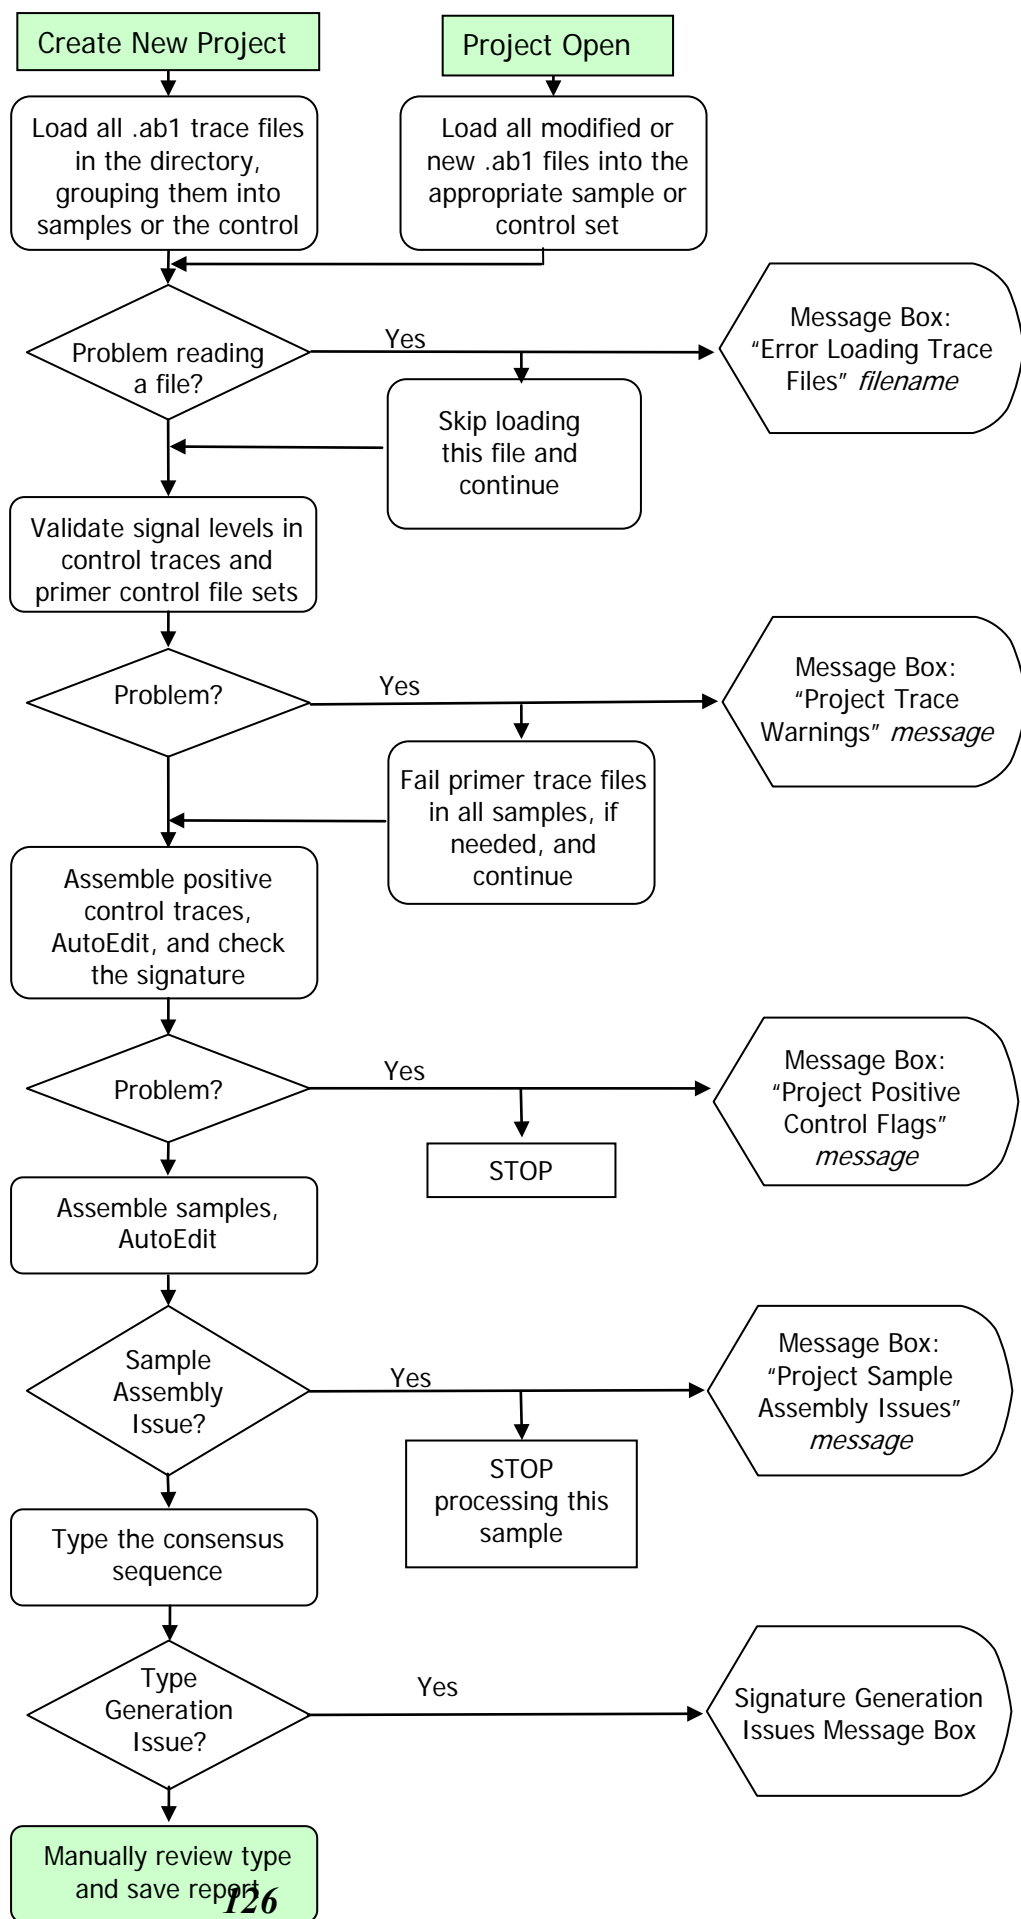 Create New Project
Project Open
Load all .ab1 trace files
in the directory,
grouping them into
samples or the control
Load all modified or
new .ab1 files into the
appropriate sample or
control set
Problem reading
a file?
Yes
Message Box:
“Error Loading Trace
Files” filename
Skip loading
this file and
continue
Validate signal levels in
control traces and
primer control file sets
Problem?
Yes
Message Box:
“Project Trace
Warnings” message
Fail primer trace files
in all samples, if
needed, and
continue
Assemble positive
control traces,
AutoEdit, and check
the signature
Problem?
Yes
Message Box:
“Project Positive
Control Flags”
message
STOP
Assemble samples,
AutoEdit
Sample
Assembly
Issue?
Yes
Message Box:
“Project Sample
Assembly Issues”
message
STOP
processing this
sample
Type the consensus
sequence
Type
Generation
Issue?
Yes
Signature Generation
Issues Message Box
Manually review type
and save report
126